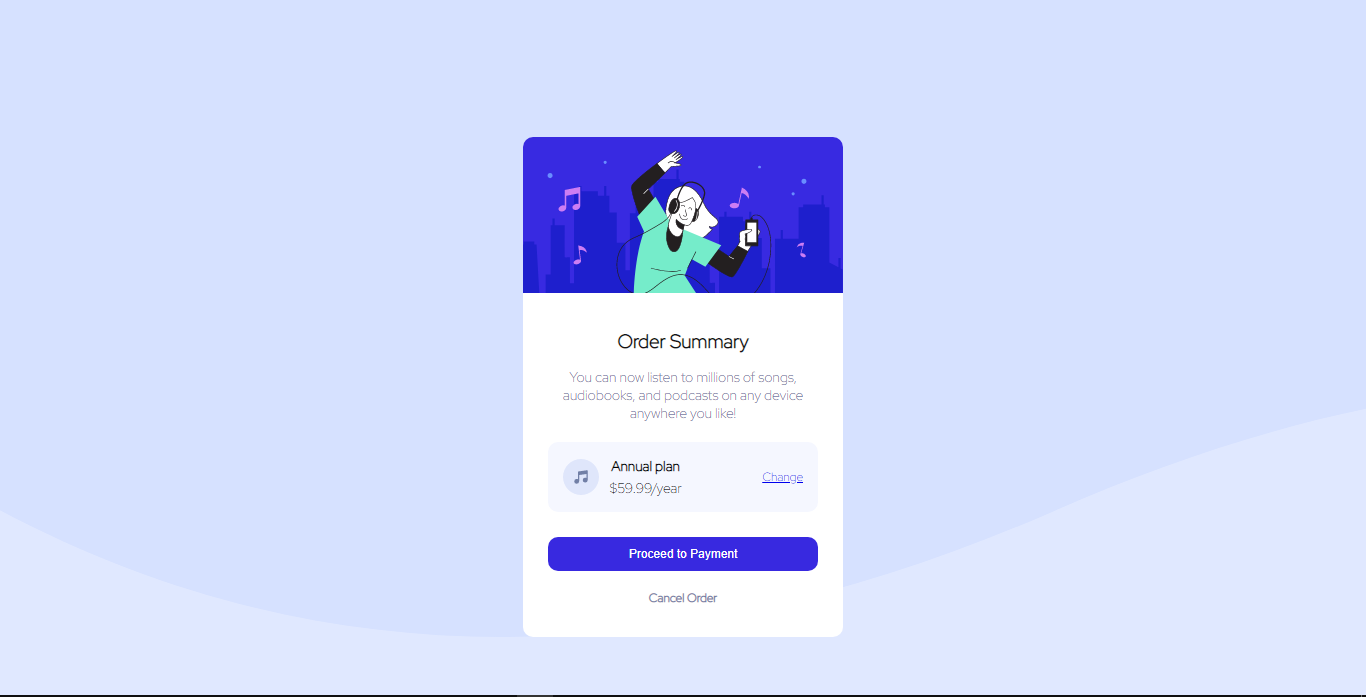 Order Summary
You can now listen to millions of songs,
audiobooks, and podcasts on any device
anywhere you like!
Annual plan
$59.99/year
Change
Proceed to Payment
Cancel Order